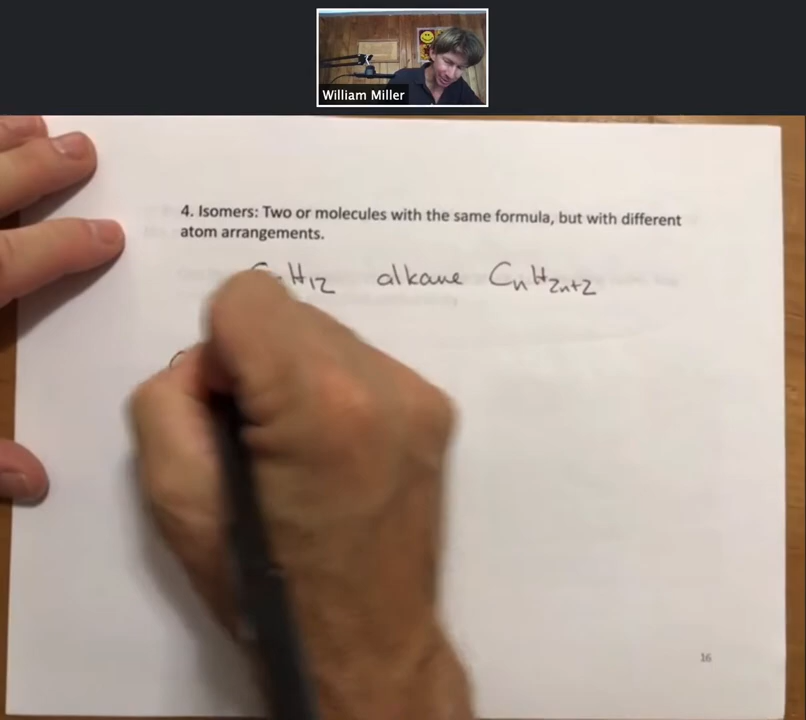 William Miller
4. Isomers: Two or molecules with the same formula, but with different
atom arrangements.
H12 alkane CnH2n+2
16